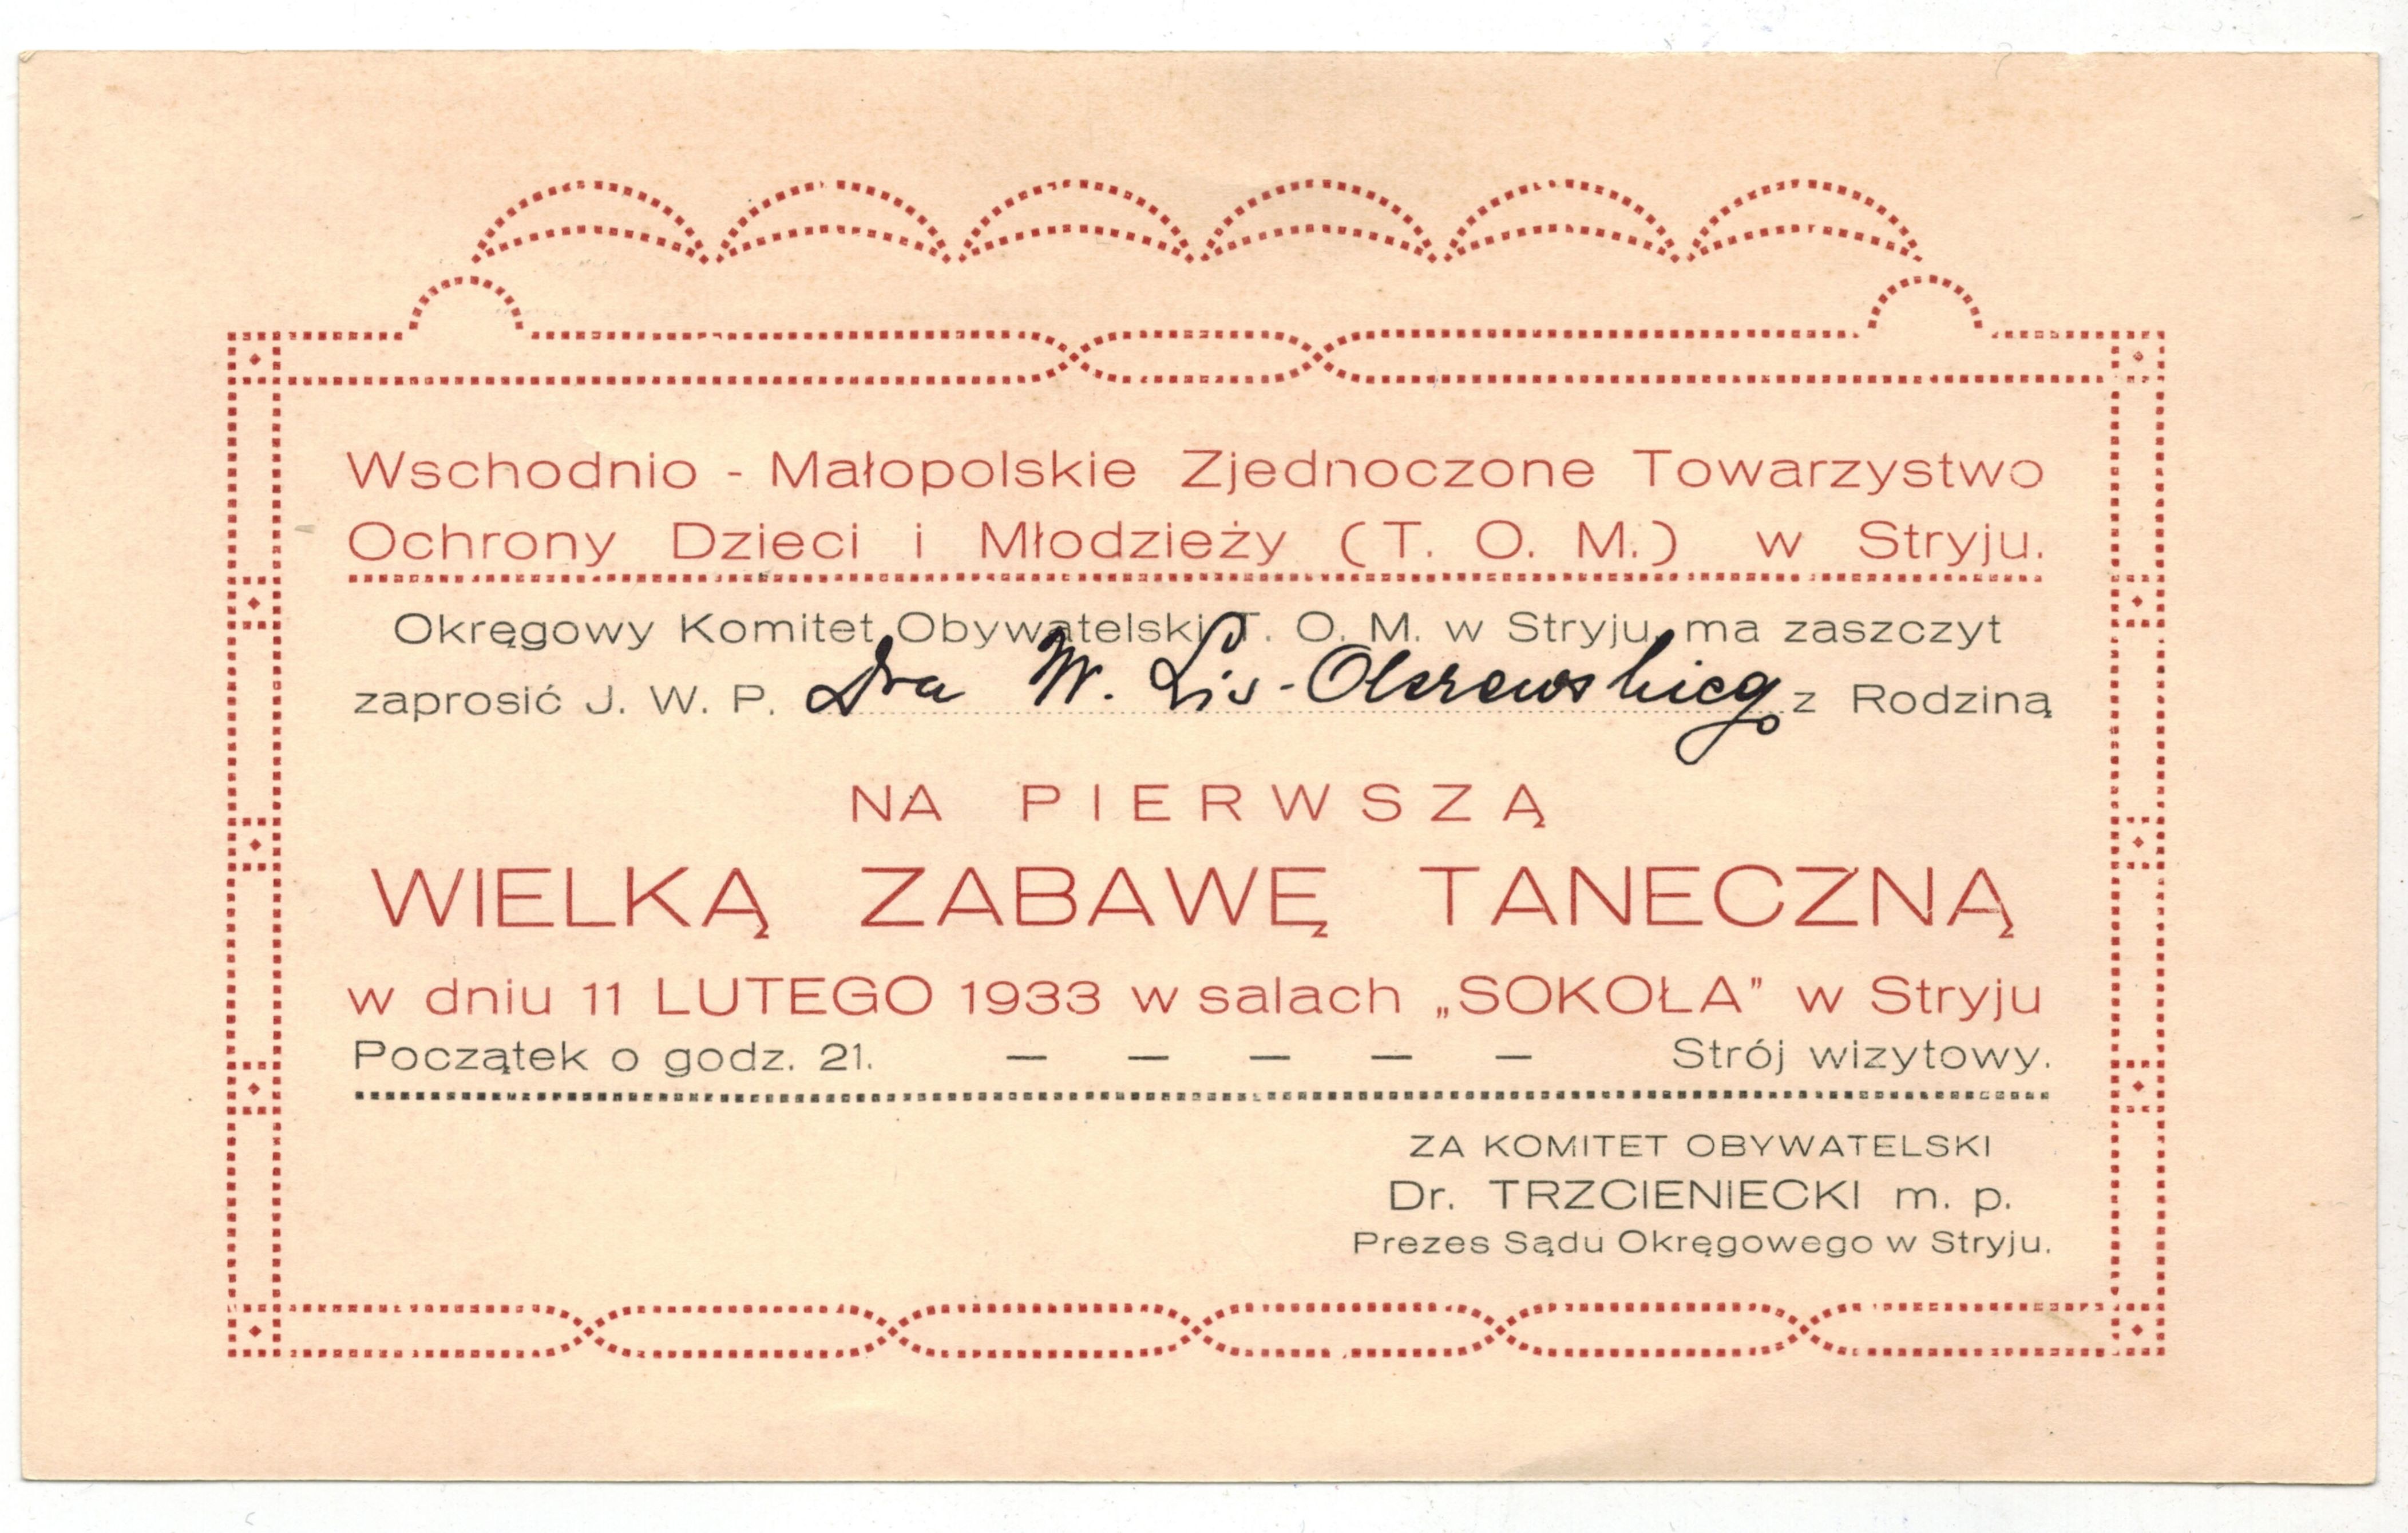 Wschodnio - Małopolskie Zjednoczone Towarzystwo
Ochrony Dzieci i Młodzieży (T. O. M.) w Stryju.
Okręgowy Komitet Obywatelski T. O. M. w Stryju ma zaszczyt
zaprosić J. W. P. Dra W. Lis-Olszewskiego z Rodziną
NA PIERWSZĄ
WIELKĄ ZABAWĘ TANECZNĄ
w dniu 11 LUTEGO 1933 w salach „SOKOŁA” w Stryju
Początek o godz. 21. — — — — — Strój wizytowy.
ZA KOMITET OBYWATELSKI
Dr. TRZCIENIECKI m. p.
Prezes Sądu Okręgowego w Stryju.